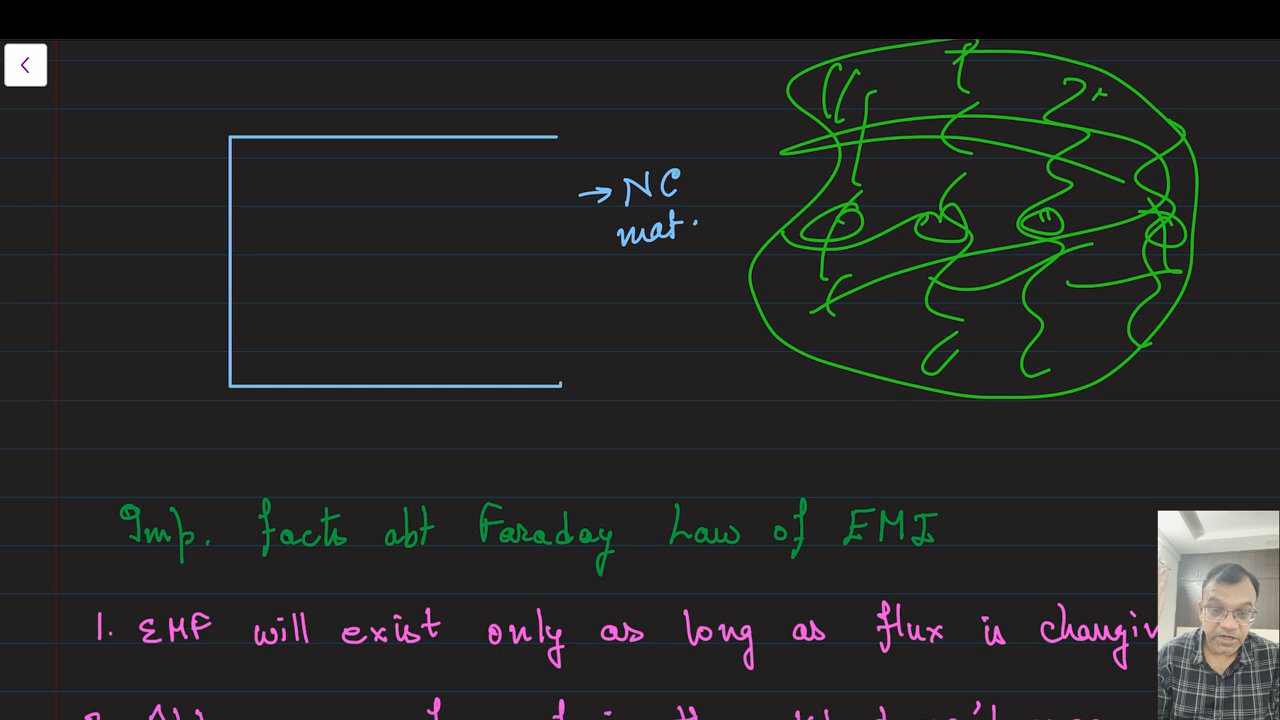 → NC
mat.
Imp. facts abt Faraday Law of EMI
1. EMF will exist only as long as flux is changin